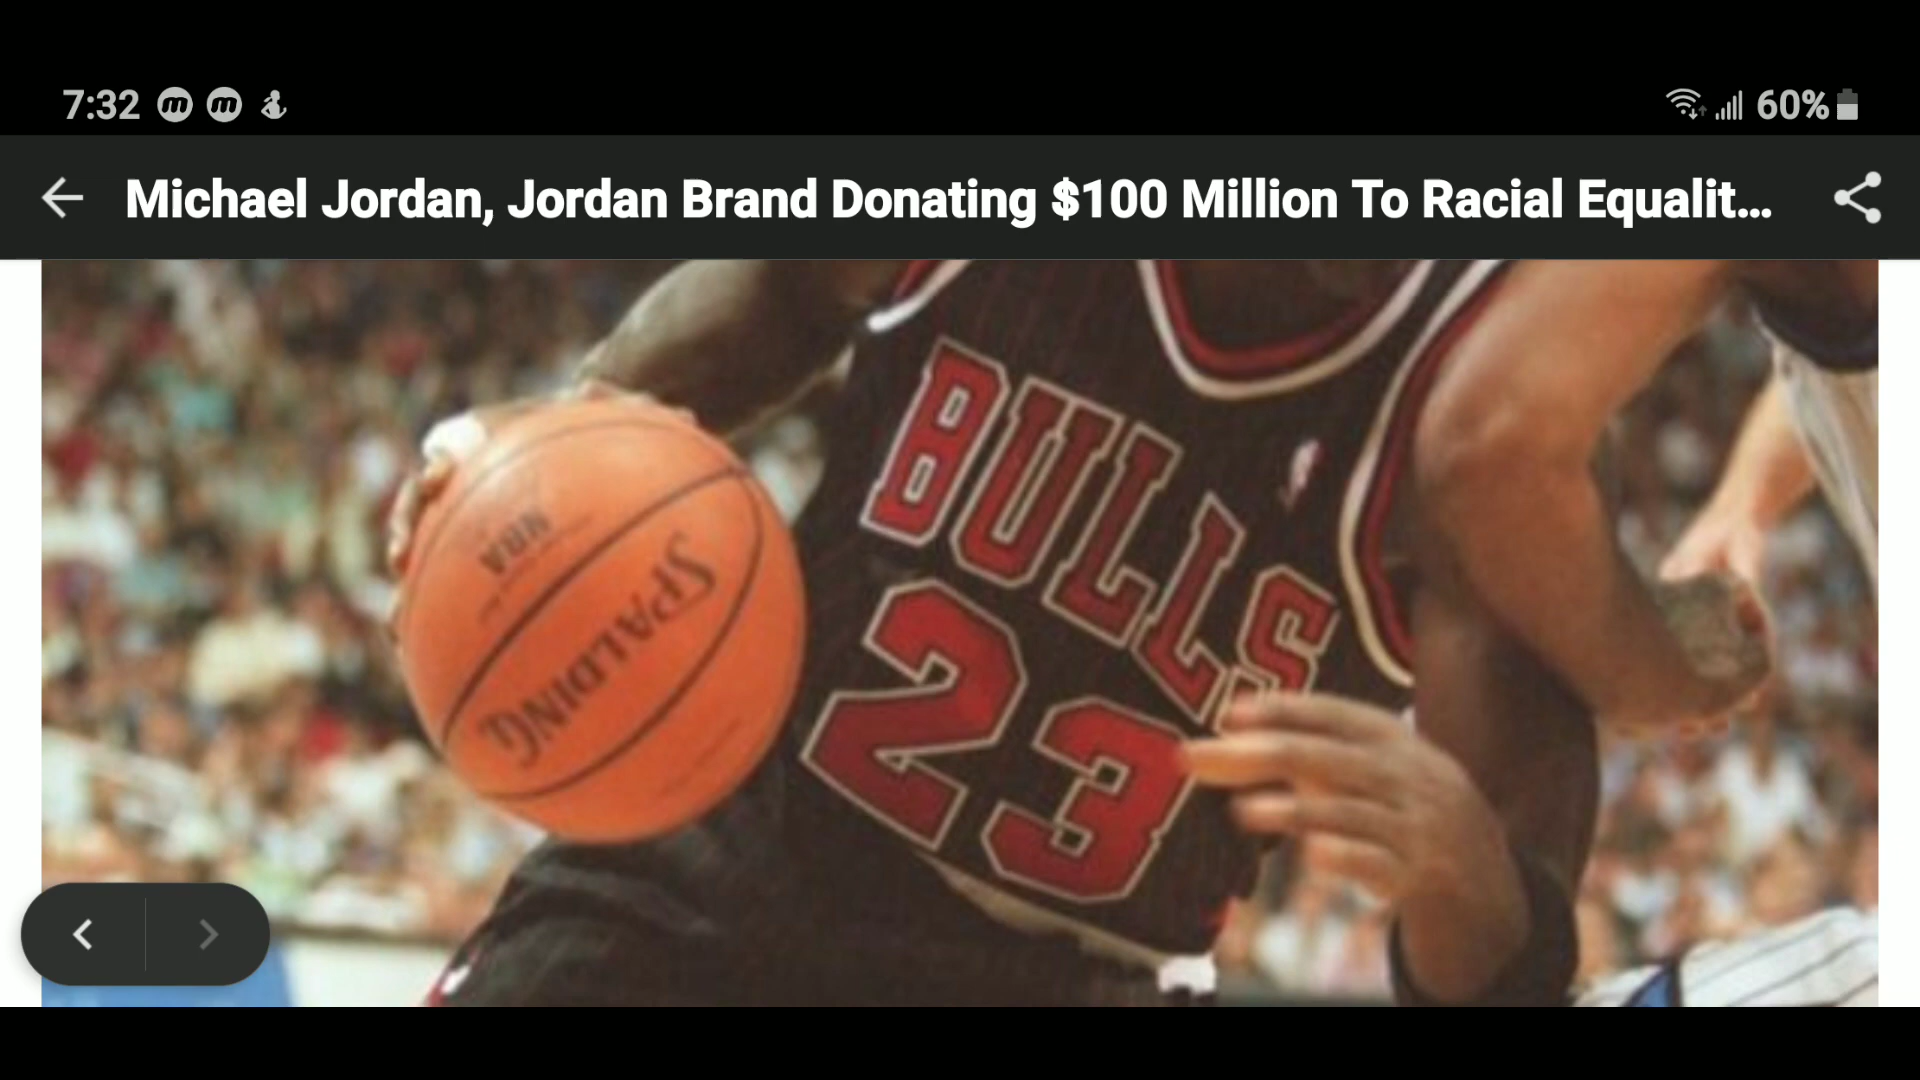 7:32
60%
Michael Jordan, Jordan Brand Donating $100 Million To Racial Equalit...
NBA
SPALDING
BULLS
23